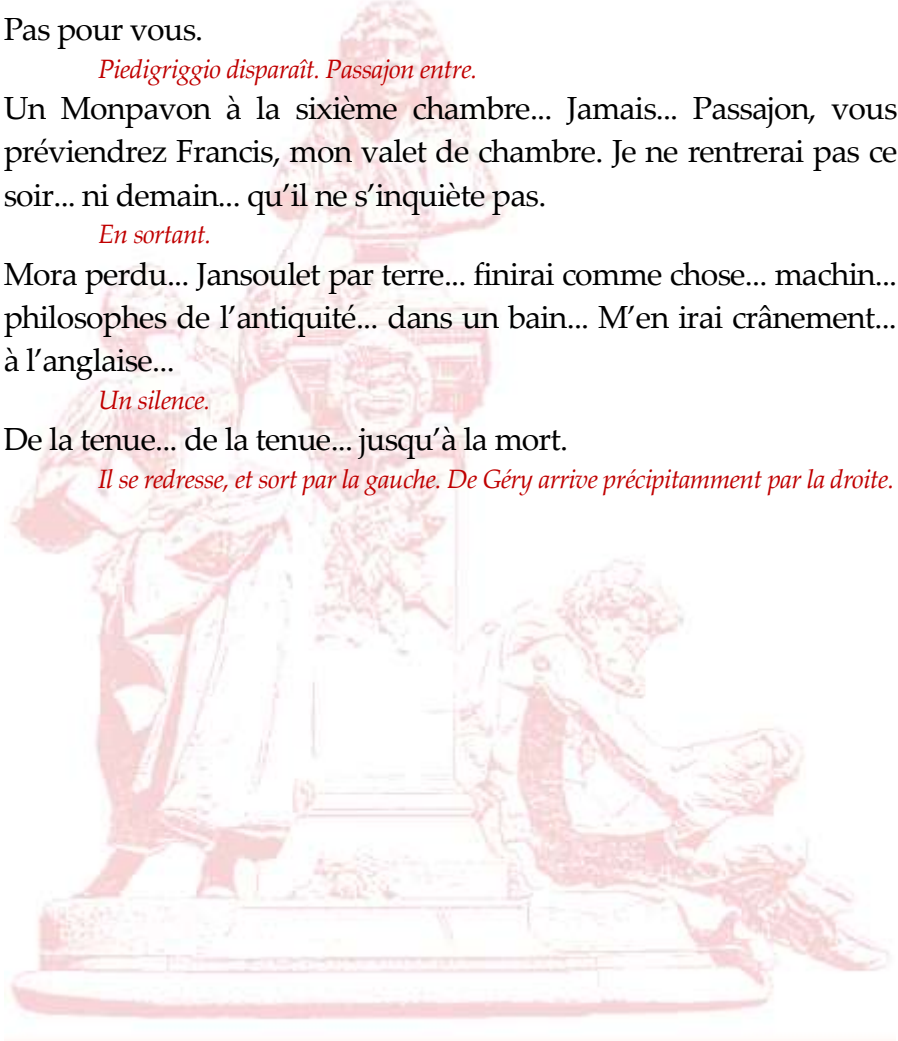 Pas pour vous.
Piedigriggio disparaît. Passajon entre.
Un Monpavon à la sixième chambre... Jamais... Passajon, vous
préviendrez Francis, mon valet de chambre. Je ne rentrerai pas ce
soir... ni demain... qu’il ne s’inquiète pas.
En sortant.
Mora perdu... Jansoulet par terre... finirai comme chose... machin...
philosophes de l’antiquité... dans un bain... M’en irai crânement...
à l’anglaise...
Un silence.
De la tenue... de la tenue... jusqu’à la mort.
Il se redresse, et sort par la gauche. De Géry arrive précipitamment par la droite.